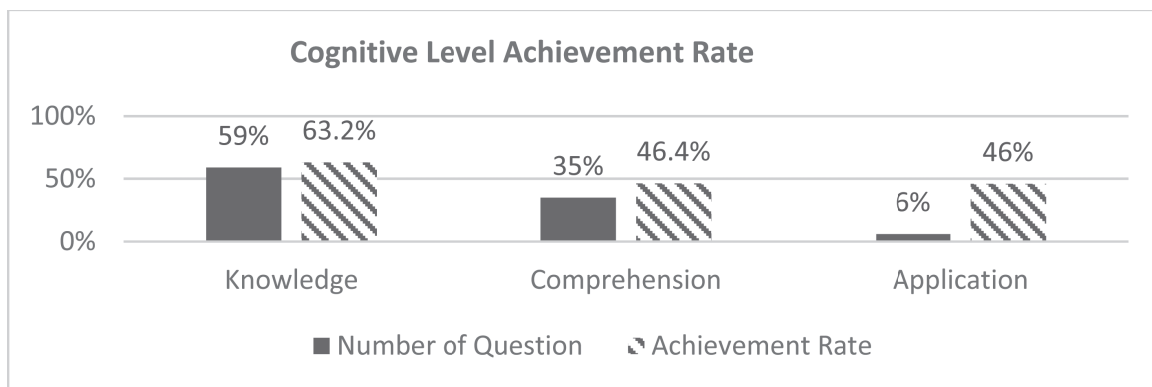 Cognitive Level Achievement Rate
100%
50%
0%
59%
63.2%
35%
46.4%
6%
46%
Knowledge
Comprehension
Application
Number of Question
Achievement Rate